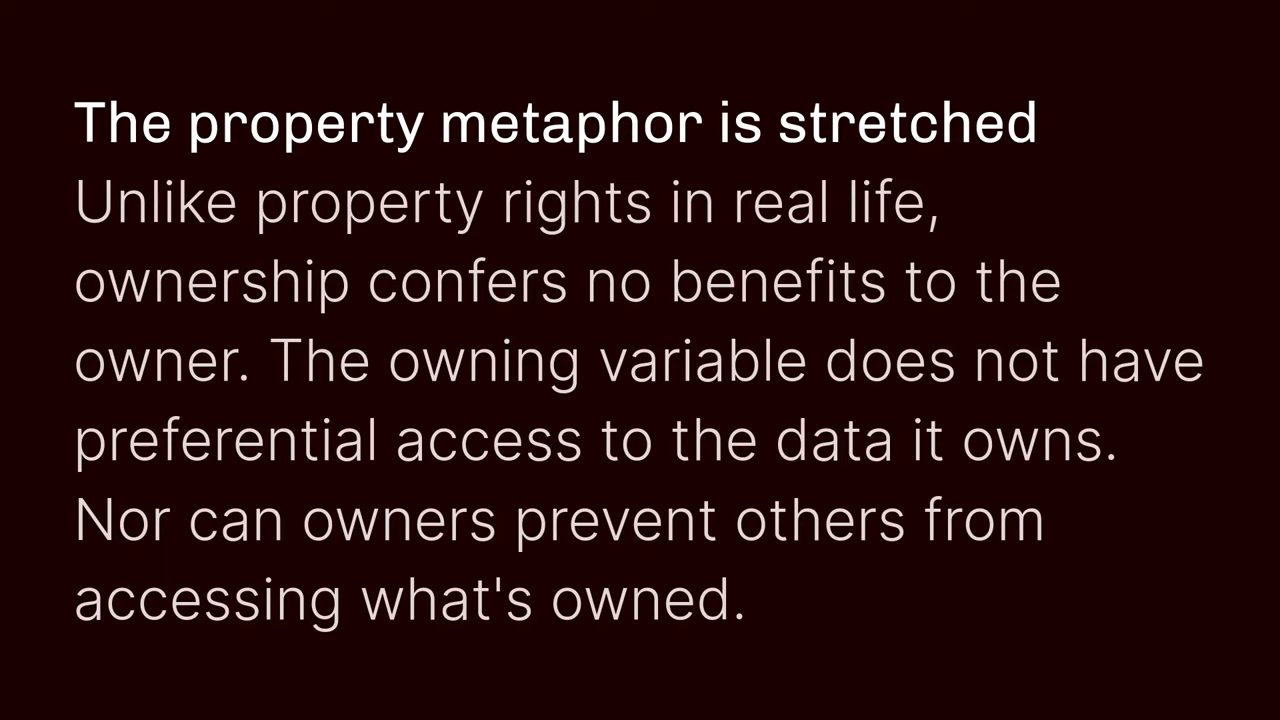 The property metaphor is stretched
Unlike property rights in real life,
ownership confers no benefits to the
owner. The owning variable does not have
preferential access to the data it owns.
Nor can owners prevent others from
accessing what's owned.